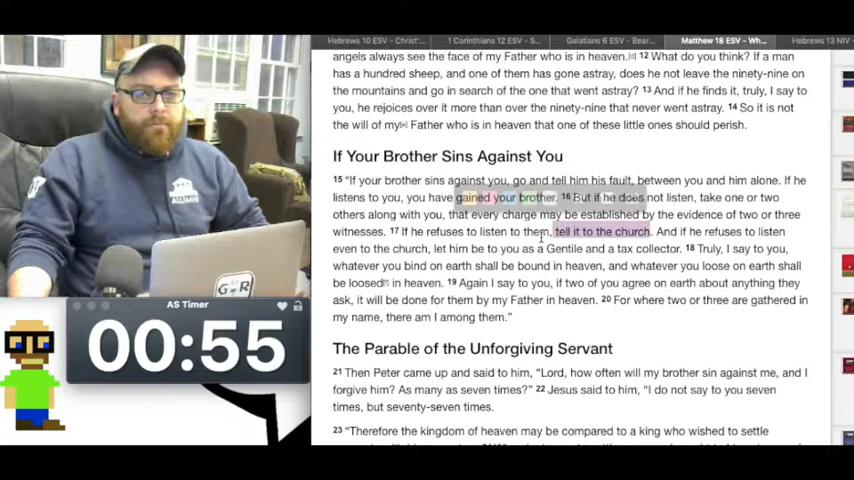 Hebrews 10 ESV - Christ'...
1 Corinthians 12 ESV - S...
Galatians 6 ESV - Bear...
Matthew 18 ESV - Wh...
Hebrews 13 NIV
angels always see the face of my Father who is in heaven. 12 What do you think? If a man
has a hundred sheep, and one of them has gone astray, does he not leave the ninety-nine on
the mountains and go in search of the one that went astray? 13 And if he finds it, truly, I say to
you, he rejoices over it more than over the ninety-nine that never went astray. 14 So it is not
the will of my Father who is in heaven that one of these little ones should perish.
If Your Brother Sins Against You
15 “If your brother sins against you, go and tell him his fault, between you and him alone. If he
listens to you, you have gained your brother. 16 But if he does not listen, take one or two
others along with you, that every charge may be established by the evidence of two or three
witnesses. 17 If he refuses to listen to them, tell it to the church. And if he refuses to listen
even to the church, let him be to you as a Gentile and a tax collector. 18 Truly, I say to you,
whatever you bind on earth shall be bound in heaven, and whatever you loose on earth shall
be loosed in heaven. 19 Again I say to you, if two of you agree on earth about anything they
ask, it will be done for them by my Father in heaven. 20 For where two or three are gathered in
my name, there am I among them.”
The Parable of the Unforgiving Servant
21 Then Peter came up and said to him, “Lord, how often will my brother sin against me, and I
forgive him? As many as seven times?” 22 Jesus said to him, “I do not say to you seven
times, but seventy-seven times.
23 “Therefore the kingdom of heaven may be compared to a king who wished to settle
ALUMNI
G R
AS Timer
00:55